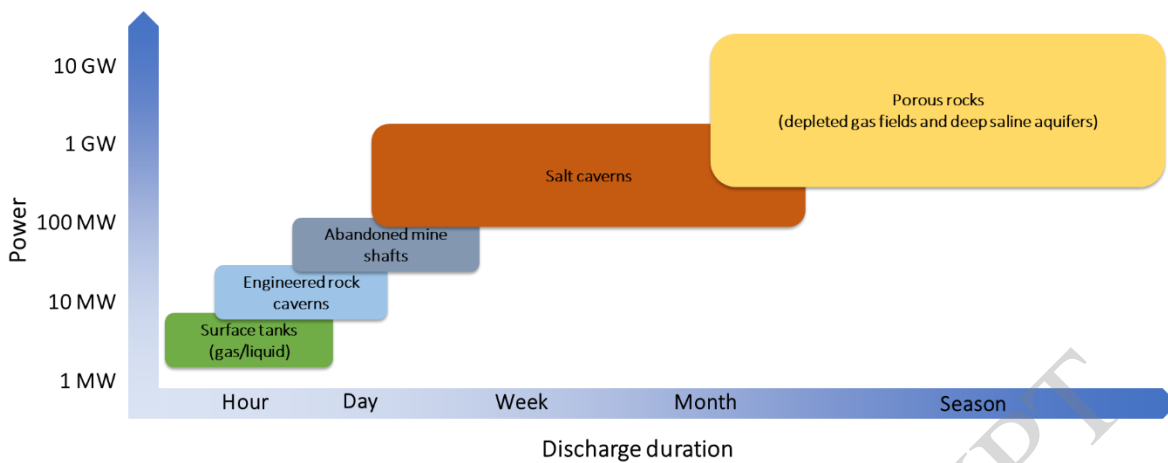 10 GW
Porous rocks
(depleted gas fields and deep saline aquifers)
1 GW
Salt caverns
100 MW
Abandoned mine
shafts
Power
Engineered rock
caverns
10 MW
Surface tanks
(gas/liquid)
1 MW
Hour Day Week Month Season
Discharge duration